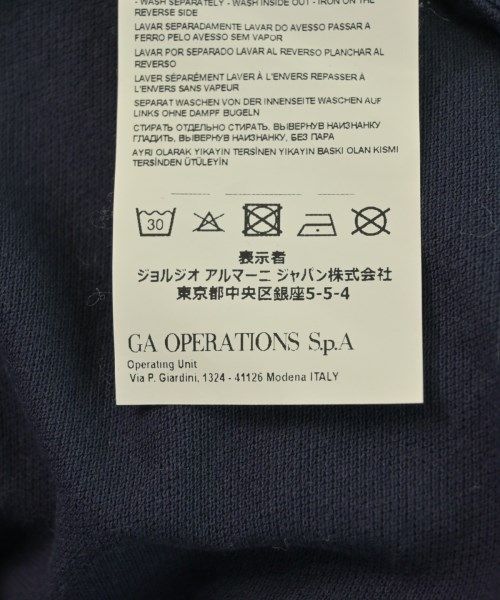 - WASH SEPARATELY - WASH INSIDE OUT - IRON ON THE
REVERSE SIDE
LAVAR SEPARADAMENTE LAVAR DO AVESSO PASSAR A
FERRO PELO AVESSO SEM VAPOR
LAVAR POR SEPARADO LAVAR AL REVERSO PLANCHAR AL
REVERSO
LAVER SÉPARÉMENT LAVER À L'ENVERS REPASSER À
L'ENVERS SANS VAPEUR
SEPARAT WASCHEN VON DER INNENSEITE WASCHEN AUF
LINKS OHNE DAMPF BUGELN
СТИРАТЬ ОТДЕЛЬНО СТИРАТЬ, ВЫВЕРНУВ НАИЗНАНКУ
ГЛАДИТЬ, ВЫВЕРНУВ НАИЗНАНКУ, БЕЗ ПАРА
AYRI OLARAK YIKAYIN TERSİNEN YIKAYIN BASKI OLAN KISMI
TERSİNDEN ÜTÜLEYİN
30
表示者
ジョルジオ アルマーニ ジャパン株式会社
東京都中央区銀座5-5-4
GA OPERATIONS S.p.A
Operating Unit
Via P. Giardini, 1324 - 41126 Modena ITALY